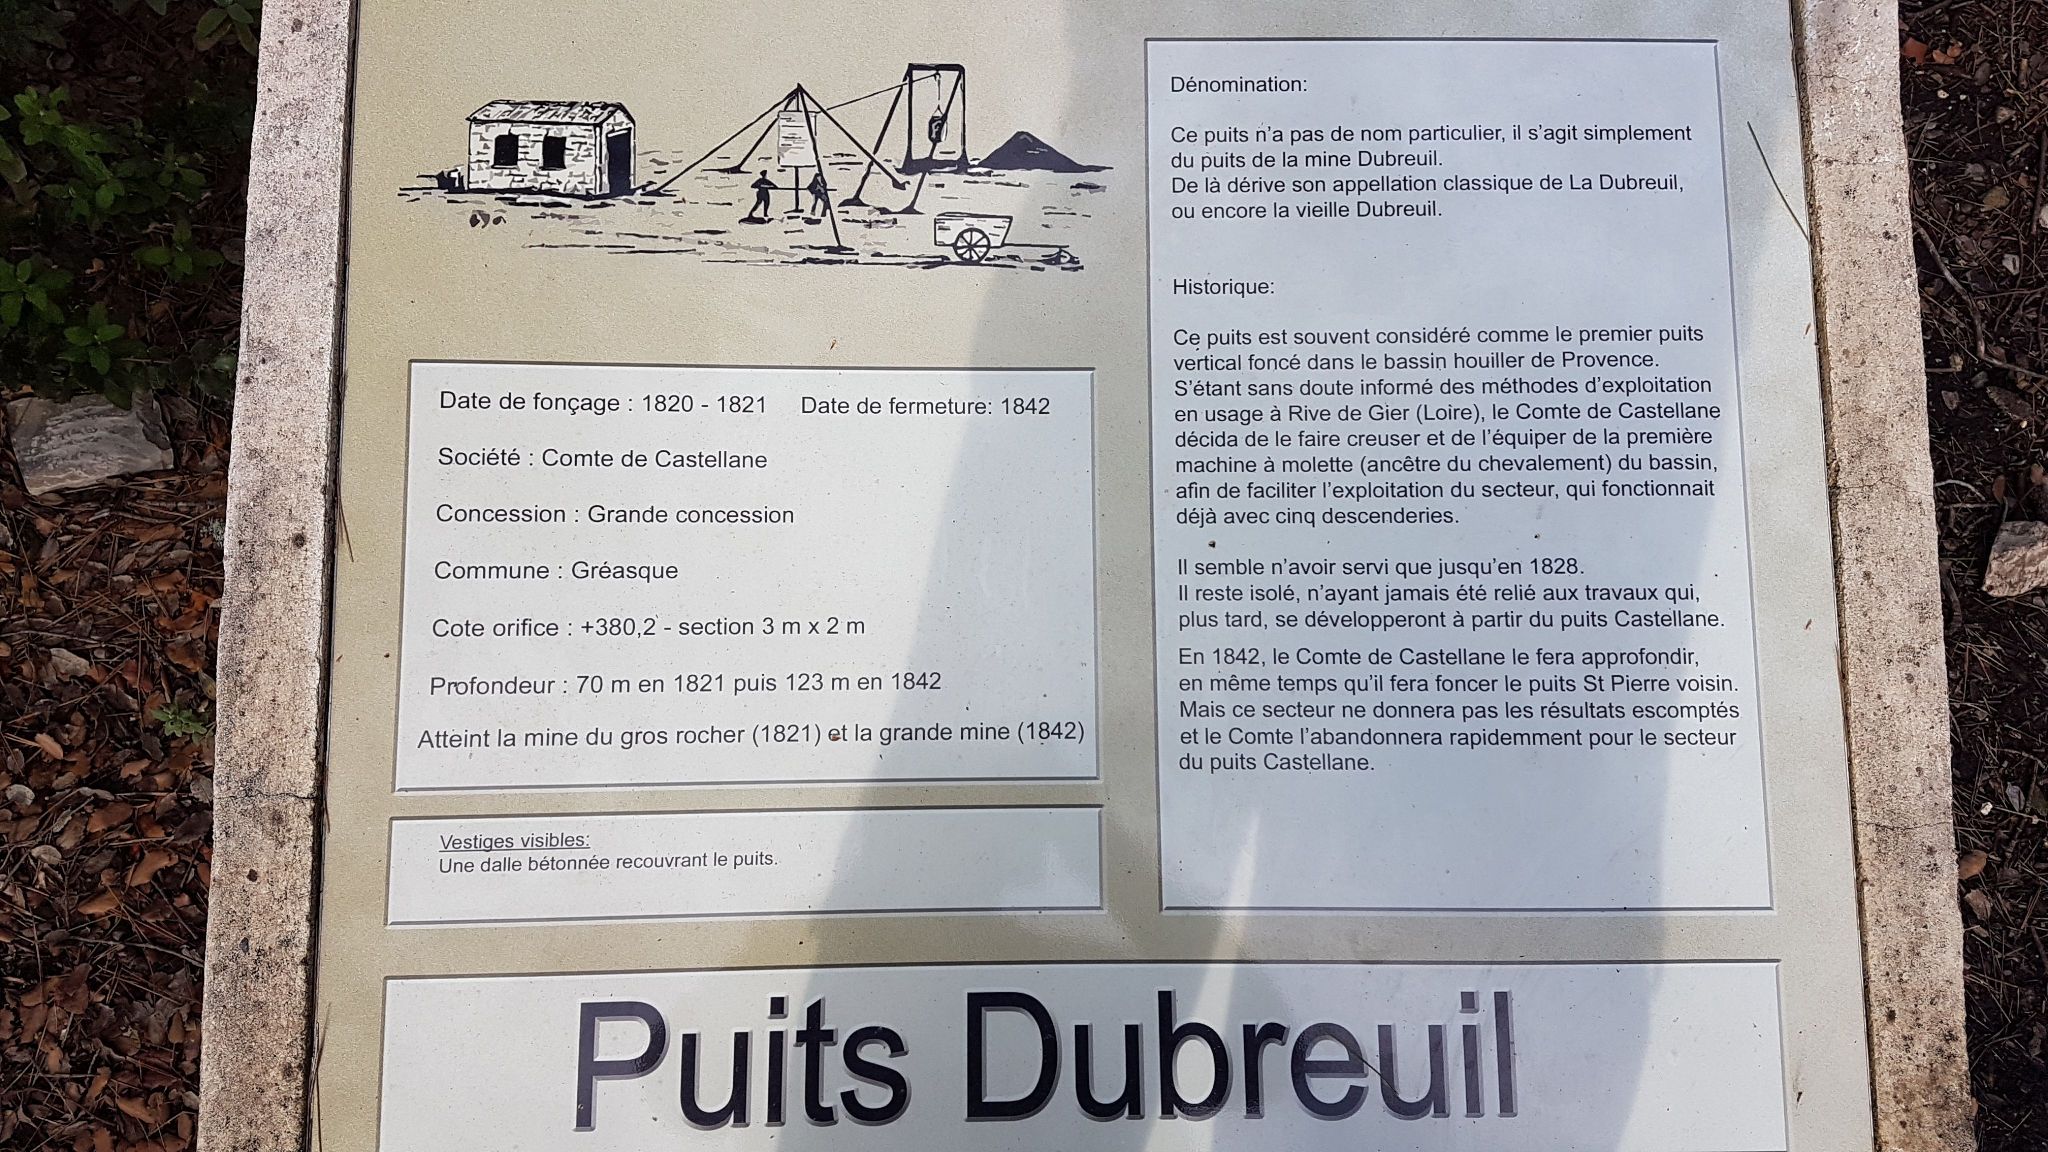 Dénomination:
Ce puits n'a pas de nom particulier, il s'agit simplement
du puits de la mine Dubreuil.
De là dérive son appellation classique de La Dubreuil,
ou encore la vieille Dubreuil.
Historique:
Ce puits est souvent considéré comme le premier puits
vertical foncé dans le bassin houiller de Provence.
S'étant sans doute informé des méthodes d'exploitation
en usage à Rive de Gier (Loire), le Comte de Castellane
décida de le faire creuser et de l'équiper de la première
machine à molette (ancêtre du chevalement) du bassin,
afin de faciliter l'exploitation du secteur, qui fonctionnait
déjà avec cinq descenderies.
Il semble n'avoir servi que jusqu'en 1828.
Il reste isolé, n'ayant jamais été relié aux travaux qui,
plus tard, se développeront à partir du puits Castellane.
En 1842, le Comte de Castellane le fera approfondir,
en même temps qu'il fera foncer le puits St Pierre voisin.
Mais ce secteur ne donnera pas les résultats escomptés
et le Comte l'abandonnera rapidemment pour le secteur
du puits Castellane.
Date de fonçage : 1820 - 1821 Date de fermeture: 1842
Société : Comte de Castellane
Concession : Grande concession
Commune : Gréasque
Cote orifice : +380,2 - section 3 m x 2 m
Profondeur : 70 m en 1821 puis 123 m en 1842
Atteint la mine du gros rocher (1821) et la grande mine (1842)
Vestiges visibles:
Une dalle bétonnée recouvrant le puits.
Puits Dubreuil